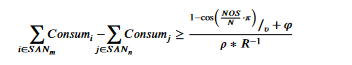 ∑_{i∈SAN_m} Consum_i − ∑_{j∈SAN_n} Consum_j ≥ (1−cos(NOS/N · π)/υ + φ) / (ρ * R^{-1})